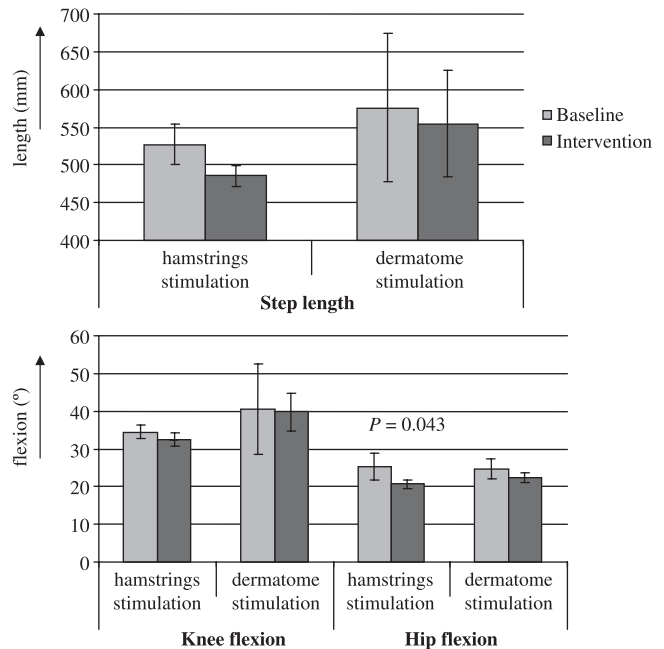 700
650
600
550
500
450
400
length (mm)
Baseline
Intervention
hamstrings
stimulation
dermatome
stimulation
Step length
60
50
40
30
20
10
0
flexion (º)
P = 0.043
hamstrings
stimulation
dermatome
stimulation
hamstrings
stimulation
dermatome
stimulation
Knee flexion
Hip flexion